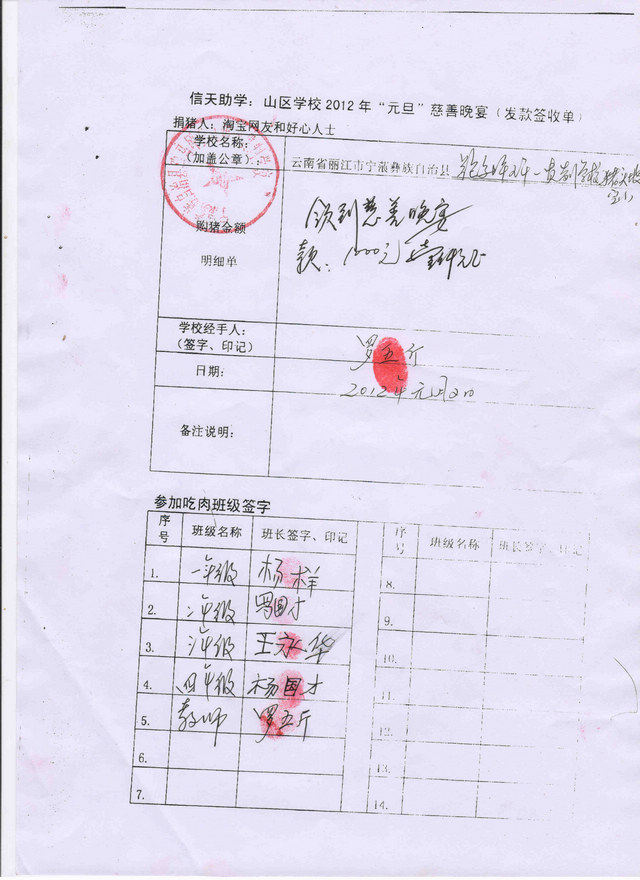 信天助学：山区学校2012年“元旦”慈善晚宴（发款签收单）
捐猪人：淘宝网友和好心人士
学校名称：
（加盖公章）
云南省丽江市宁蒗彝族自治县
购猪金额
明细单
领到慈善晚宴
款：1000元
学校经手人：
（签字、印记）
罗五斤
日期：
2012年元月2日
备注说明：
参加吃肉班级签字
序号 班级名称 班长签字、印记 序号 班级名称 班长签字、印记
1. 一年级 杨祥 8.
2. 二年级 罗国才 9.
3. 三年级 王永华 10.
4. 四年级 杨国才 11.
5. 教师 罗五斤 12.
6. 13.
7. 14.